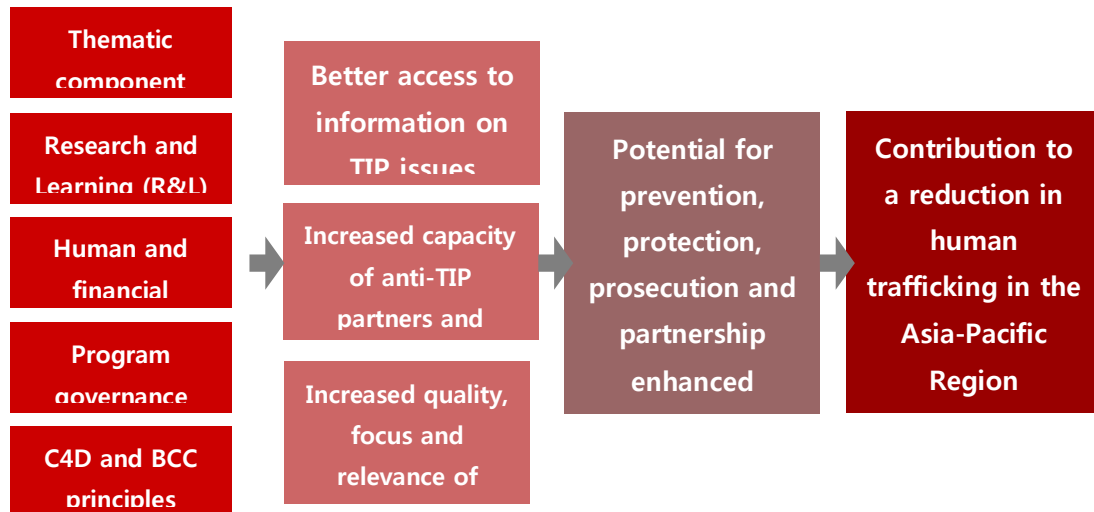 Thematic
component
Research and
Learning (R&L)
Human and
financial
Program
governance
C4D and BCC
principles
Better access to
information on
TIP issues
Increased capacity
of anti-TIP
partners and
Increased quality,
focus and
relevance of
Potential for
prevention,
protection,
prosecution and
partnership
enhanced
Contribution to
a reduction in
human
trafficking in the
Asia-Pacific
Region